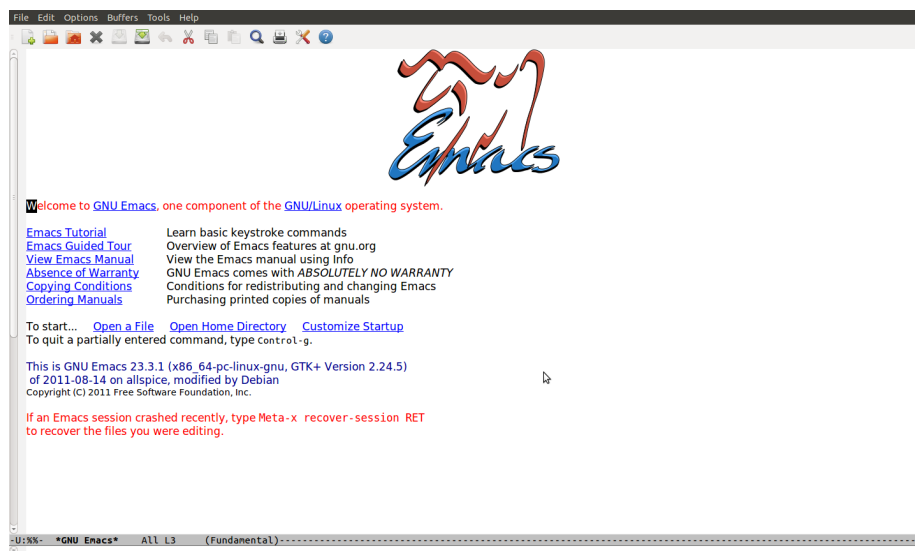 File Edit Options Buffers Tools Help
Emacs
Welcome to GNU Emacs, one component of the GNU/Linux operating system.
Emacs Tutorial Learn basic keystroke commands
Emacs Guided Tour Overview of Emacs features at gnu.org
View Emacs Manual View the Emacs manual using Info
Absence of Warranty GNU Emacs comes with ABSOLUTELY NO WARRANTY
Copying Conditions Conditions for redistributing and changing Emacs
Ordering Manuals Purchasing printed copies of manuals
To start... Open a File Open Home Directory Customize Startup
To quit a partially entered command, type Control-g.
This is GNU Emacs 23.3.1 (x86_64-pc-linux-gnu, GTK+ Version 2.24.5)
of 2011-08-14 on allspice, modified by Debian
Copyright (C) 2011 Free Software Foundation, Inc.
If an Emacs session crashed recently, type Meta-x recover-session RET
to recover the files you were editing.
-U:%%- *GNU Emacs* All L3 (Fundamental)--------------------------------------------------------------------------------